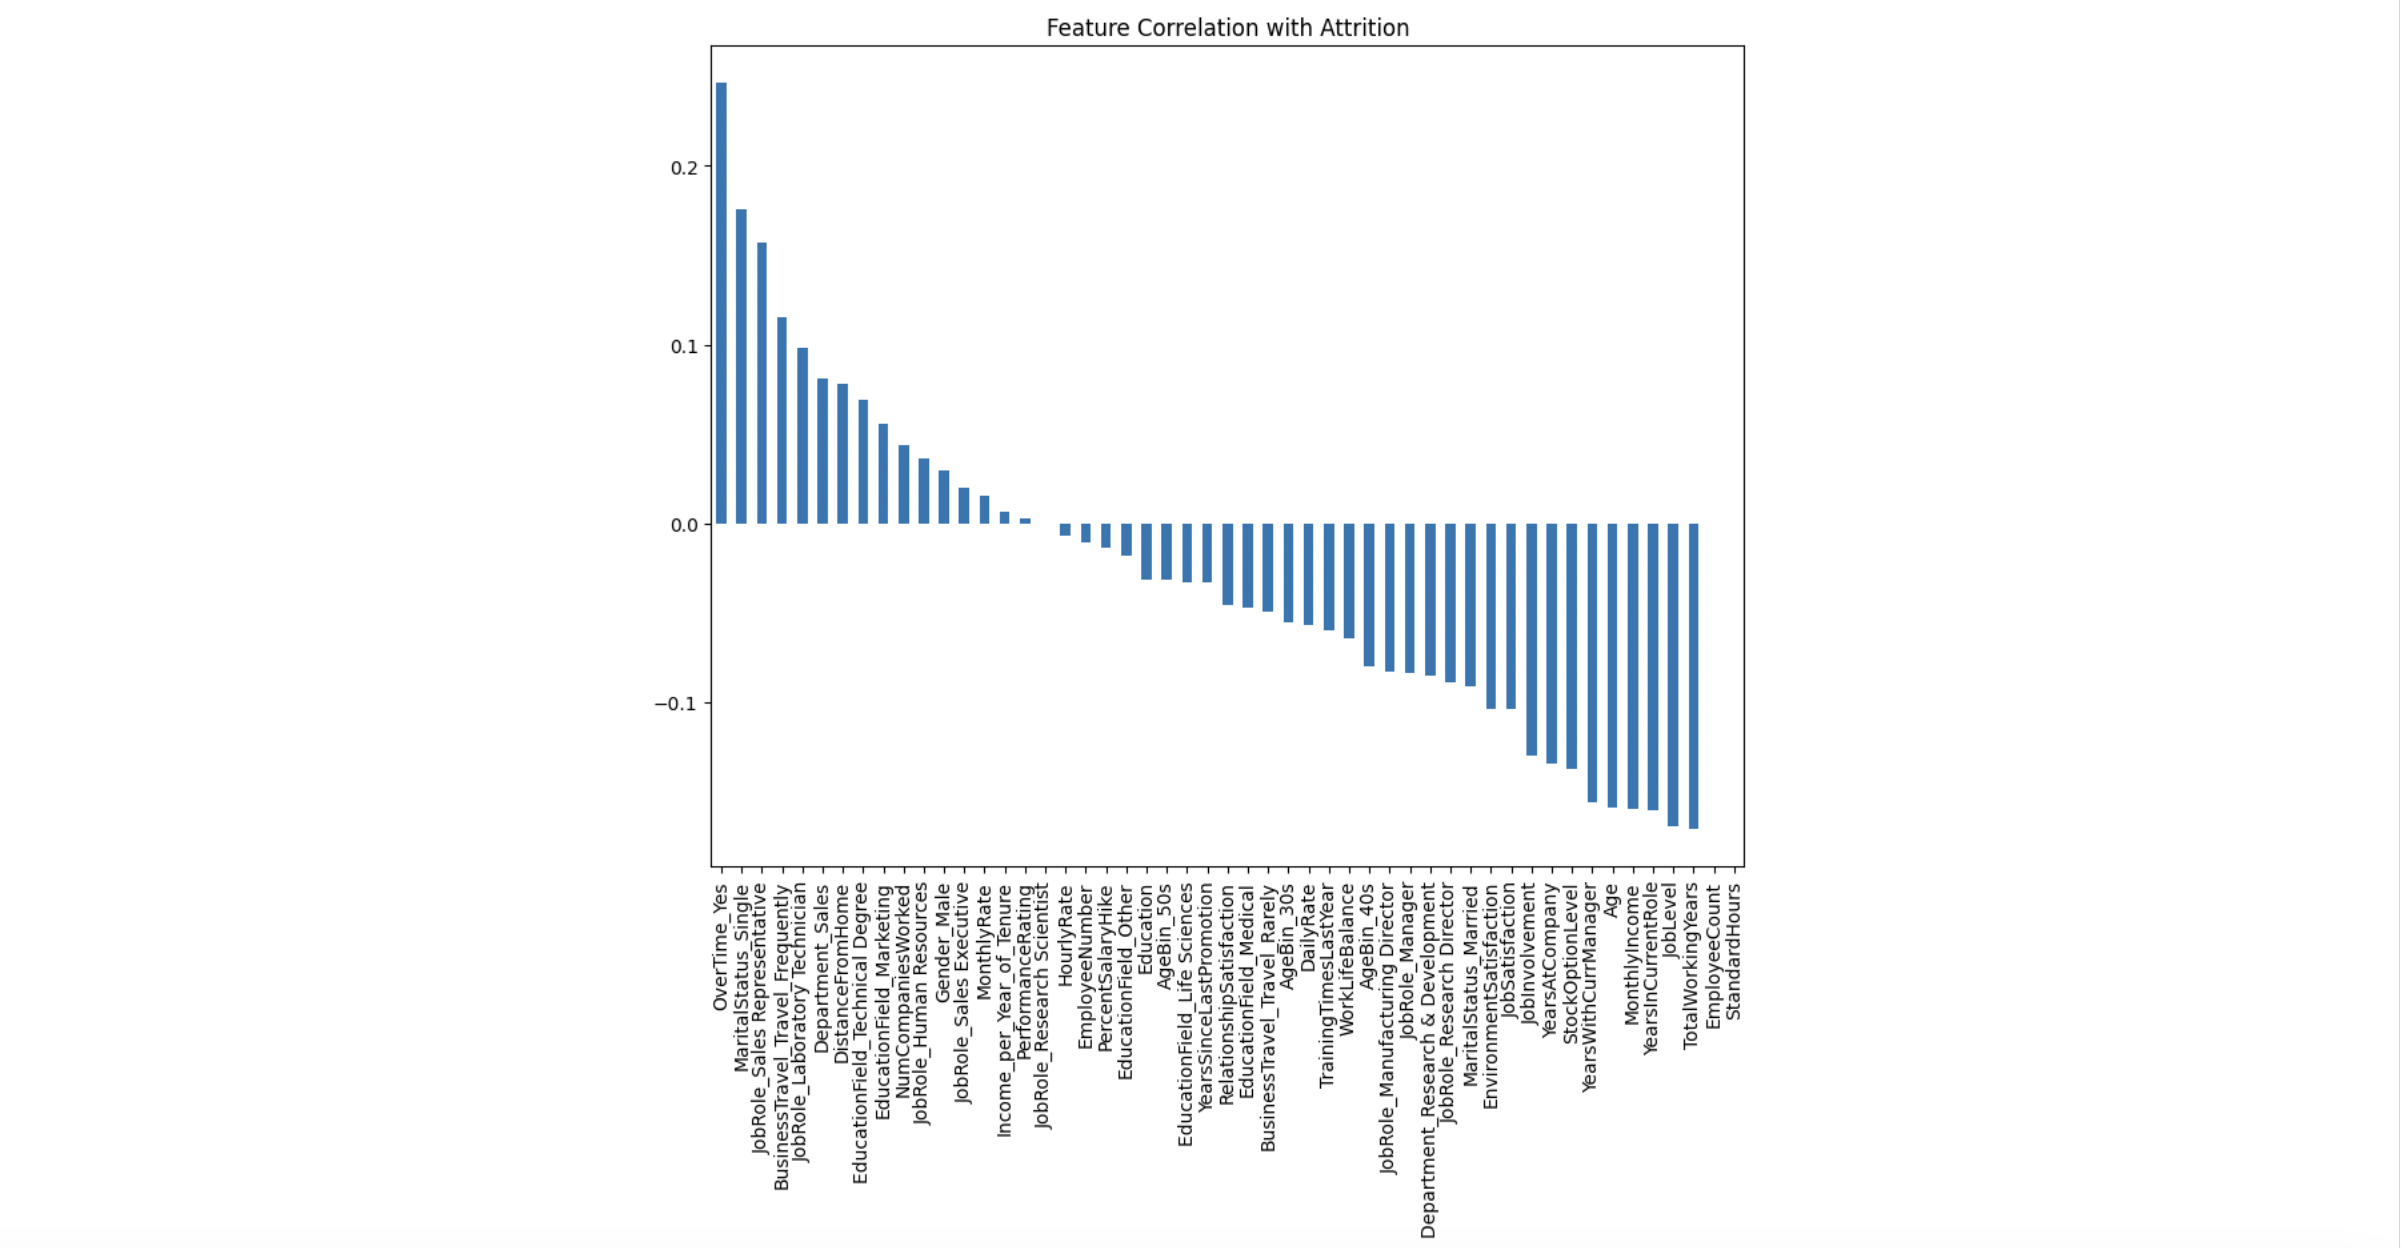 Feature Correlation with Attrition
0.2
0.1
0.0
−0.1
OverTime_Yes
MaritalStatus_Single
JobRole_Sales Representative
BusinessTravel_Travel_Frequently
JobRole_Laboratory Technician
Department_Sales
DistanceFromHome
EducationField_Technical Degree
EducationField_Marketing
NumCompaniesWorked
JobRole_Human Resources
Gender_Male
JobRole_Sales Executive
MonthlyRate
Income_per_Year_of_Tenure
PerformanceRating
JobRole_Research Scientist
HourlyRate
EmployeeNumber
PercentSalaryHike
EducationField_Other
Education
AgeBin_50s
EducationField_Life Sciences
YearsSinceLastPromotion
RelationshipSatisfaction
EducationField_Medical
BusinessTravel_Travel_Rarely
AgeBin_30s
DailyRate
TrainingTimesLastYear
WorkLifeBalance
AgeBin_40s
JobRole_Manufacturing Director
JobRole_Manager
Department_Research & Development
JobRole_Research Director
MaritalStatus_Married
EnvironmentSatisfaction
JobSatisfaction
JobInvolvement
YearsAtCompany
StockOptionLevel
YearsWithCurrManager
Age
MonthlyIncome
YearsInCurrentRole
JobLevel
TotalWorkingYears
EmployeeCount
StandardHours